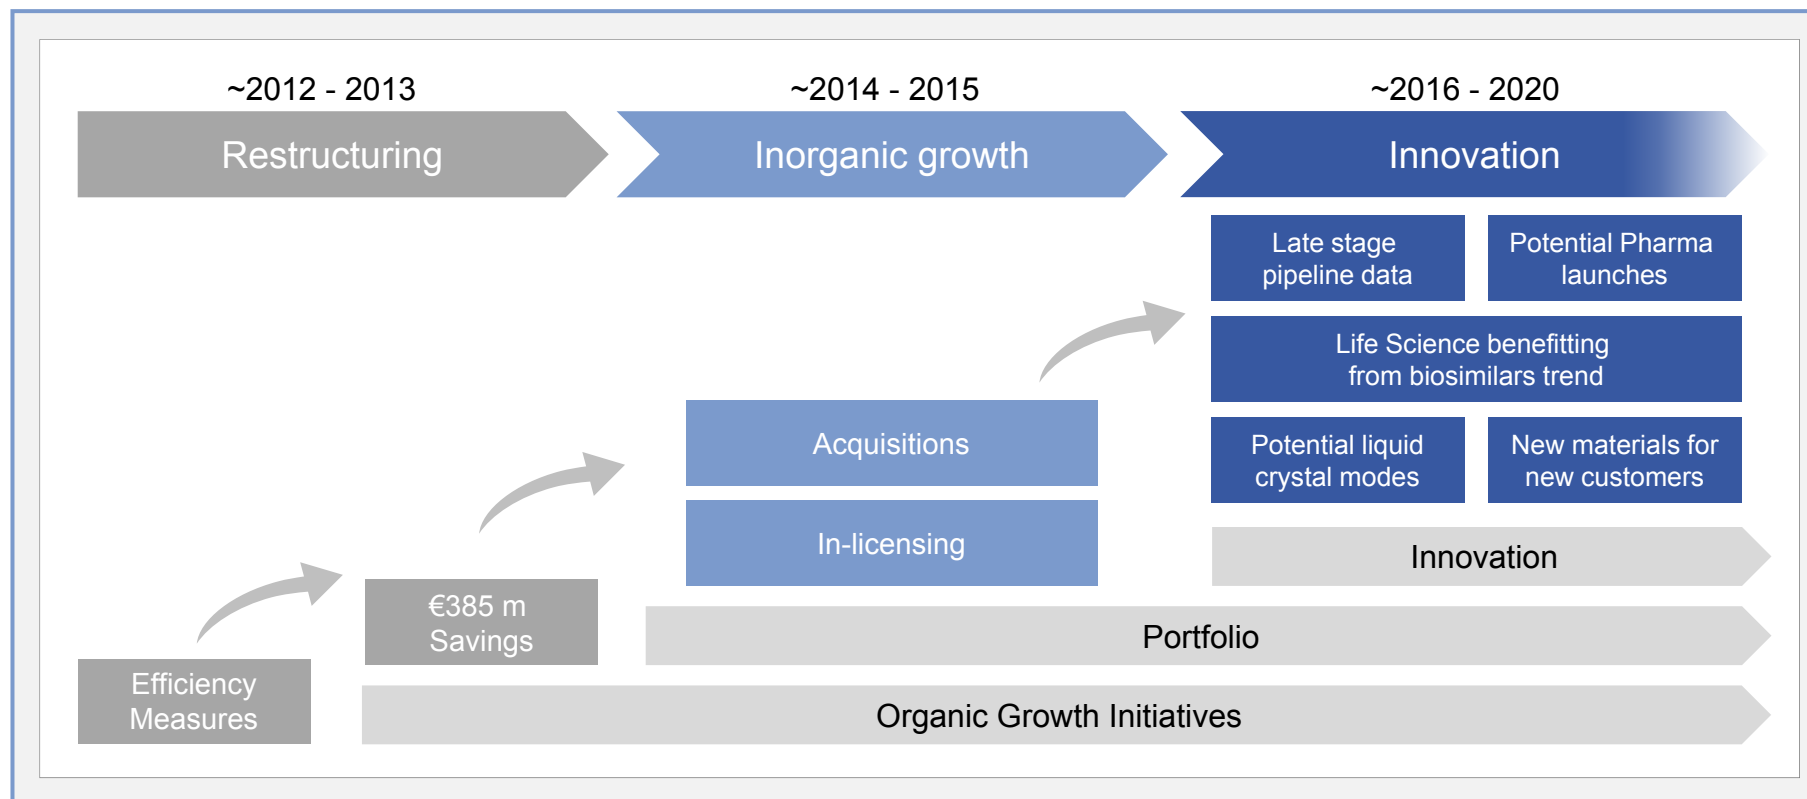 ~2012 - 2013
~2014 - 2015
~2016 - 2020
Restructuring
Inorganic growth
Innovation
Late stage
pipeline data
Potential Pharma
launches
Life Science benefitting
from biosimilars trend
Acquisitions
Potential liquid
crystal modes
New materials for
new customers
In-licensing
Innovation
€385 m
Savings
Portfolio
Efficiency
Measures
Organic Growth Initiatives